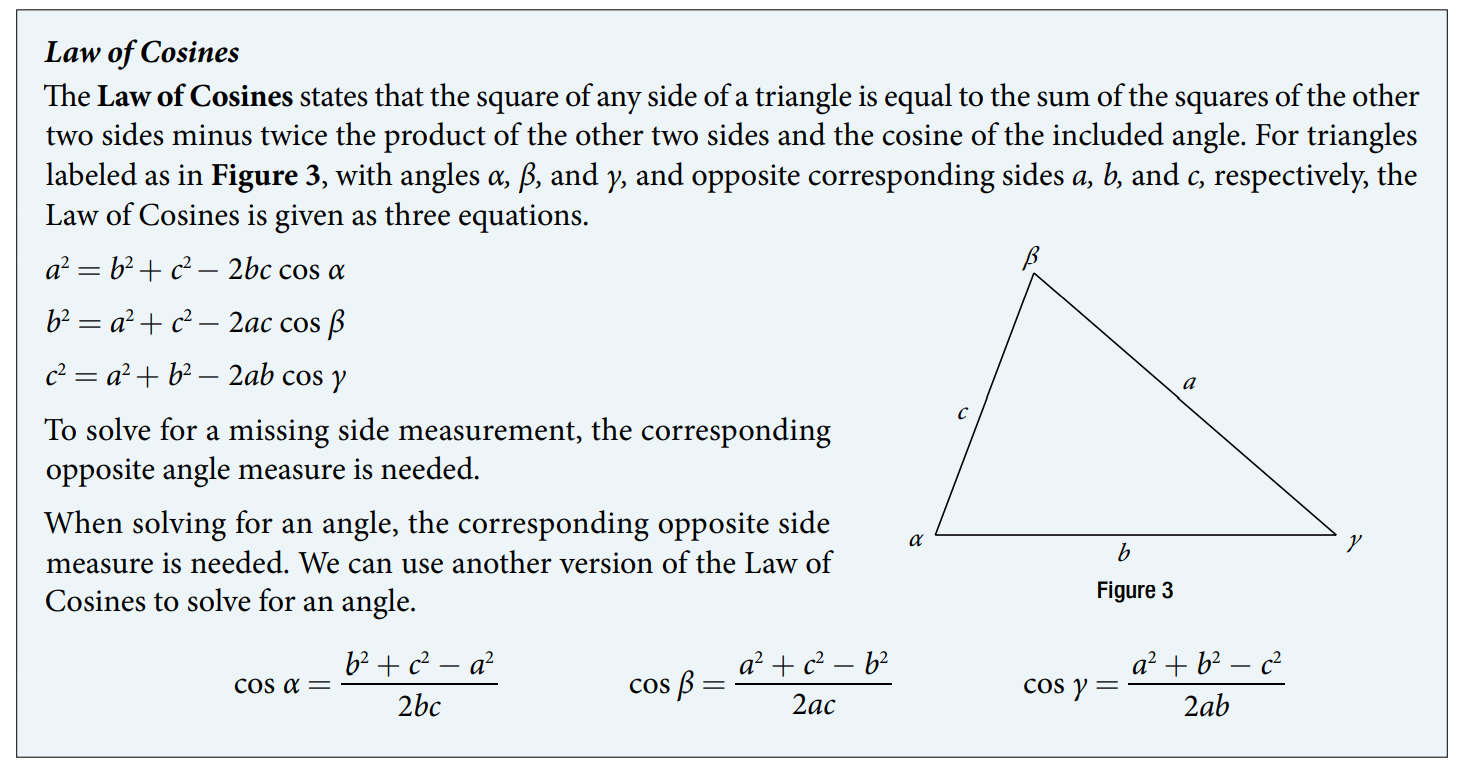 Law of Cosines
The Law of Cosines states that the square of any side of a triangle is equal to the sum of the squares of the other
two sides minus twice the product of the other two sides and the cosine of the included angle. For triangles
labeled as in Figure 3, with angles α, β, and γ, and opposite corresponding sides a, b, and c, respectively, the
Law of Cosines is given as three equations.
a² = b² + c² − 2bc cos α
b² = a² + c² − 2ac cos β
c² = a² + b² − 2ab cos γ
To solve for a missing side measurement, the corresponding
opposite angle measure is needed.
When solving for an angle, the corresponding opposite side
measure is needed. We can use another version of the Law of
Cosines to solve for an angle.
β
a
c
α
b
γ
Figure 3
cos α = (b² + c² − a²)/(2bc)
cos β = (a² + c² − b²)/(2ac)
cos γ = (a² + b² − c²)/(2ab)